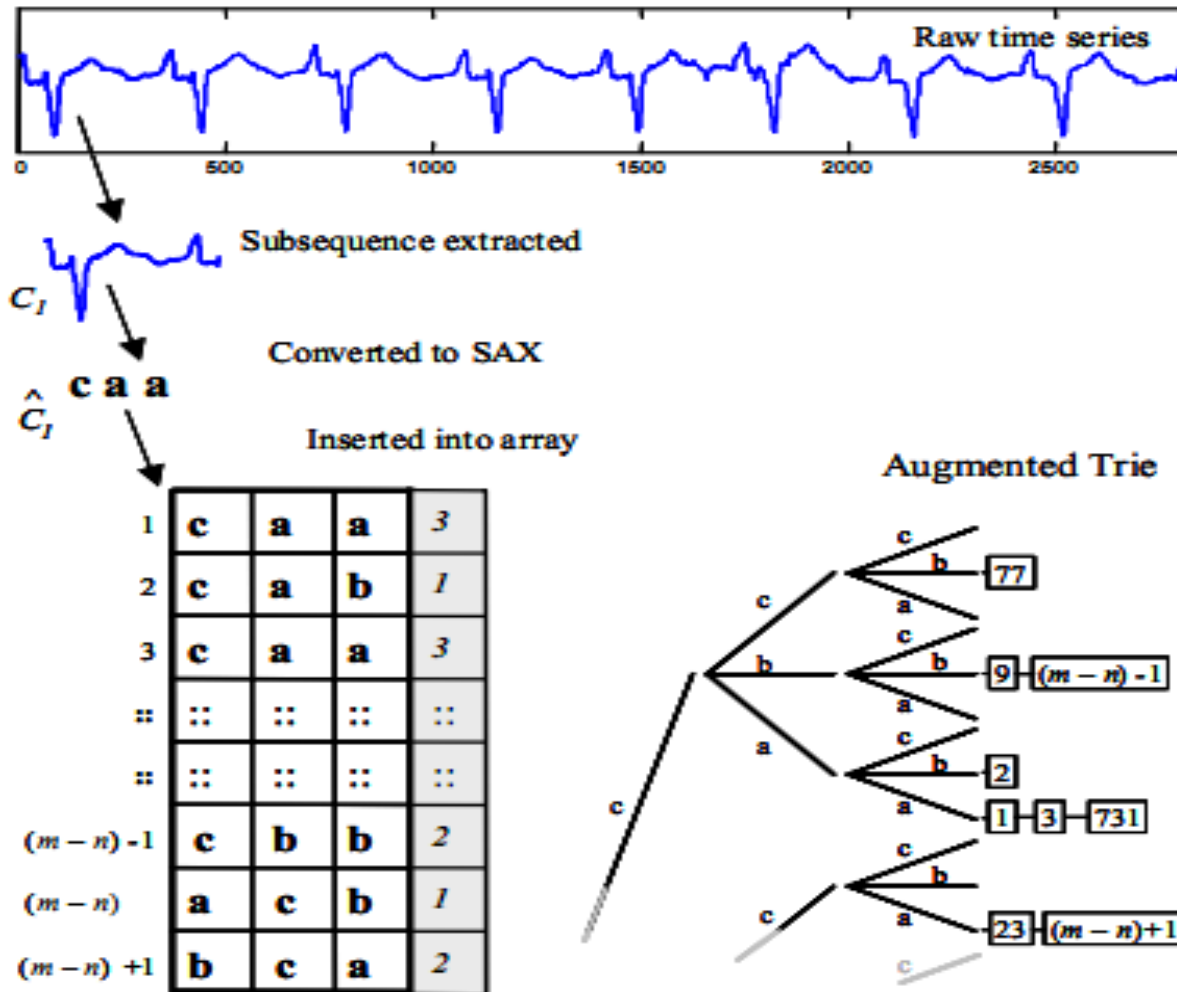 Raw time series
0 500 1000 1500 2000 2500
Subsequence extracted
C_I
Converted to SAX
c a a
Ĉ_I
Inserted into array
1 c a a 3
2 c a b 1
3 c a a 3
:: :: :: :: ::
:: :: :: :: ::
(m – n) -1 c b b 2
(m – n) a c b 1
(m – n) +1 b c a 2
Augmented Trie
c
b 77
a
c
c
b 9 (m – n) -1
a
b
c
b 2
a 1 3 731
a
c
c
b
a 23 (m – n)+1
c
c